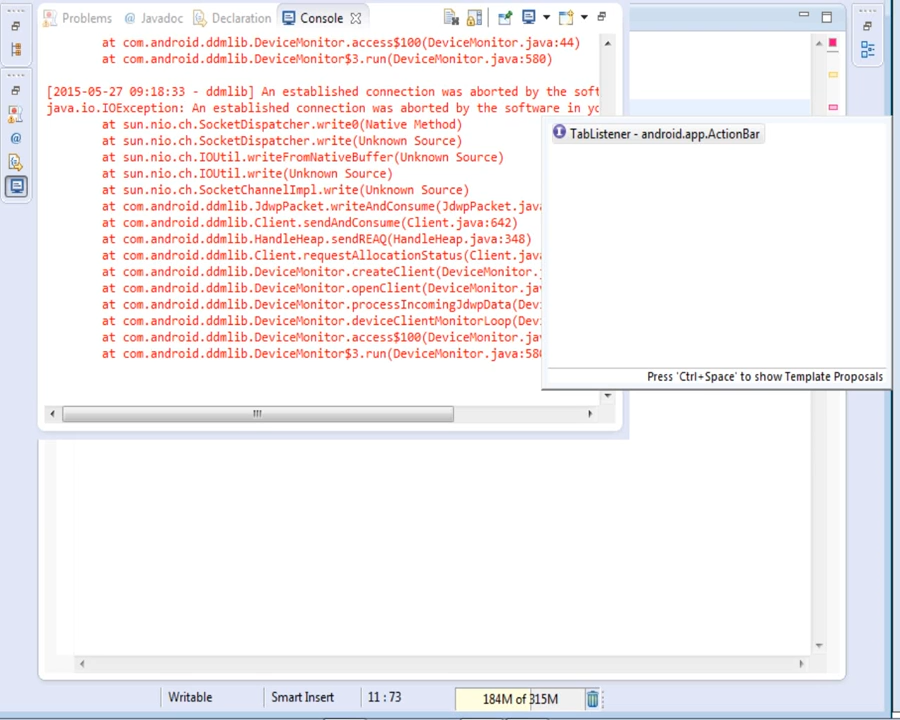 Problems @ Javadoc Declaration Console
at com.android.ddmlib.DeviceMonitor.access$100(DeviceMonitor.java:44)
at com.android.ddmlib.DeviceMonitor$3.run(DeviceMonitor.java:580)
[2015-05-27 09:18:33 - ddmlib] An established connection was aborted by the soft
java.io.IOException: An established connection was aborted by the software in yo
at sun.nio.ch.SocketDispatcher.write0(Native Method)
TabListener - android.app.ActionBar
at sun.nio.ch.SocketDispatcher.write(Unknown Source)
at sun.nio.ch.IOUtil.writeFromNativeBuffer(Unknown Source)
at sun.nio.ch.IOUtil.write(Unknown Source)
at sun.nio.ch.SocketChannelImpl.write(Unknown Source)
at com.android.ddmlib.JdwpPacket.writeAndConsume(JdwpPacket.java
at com.android.ddmlib.Client.sendAndConsume(Client.java:642)
at com.android.ddmlib.HandleHeap.sendREAQ(HandleHeap.java:348)
at com.android.ddmlib.Client.requestAllocationStatus(Client.java
at com.android.ddmlib.DeviceMonitor.createClient(DeviceMonitor.
at com.android.ddmlib.DeviceMonitor.openClient(DeviceMonitor.jav
at com.android.ddmlib.DeviceMonitor.processIncomingJdwpData(Dev
at com.android.ddmlib.DeviceMonitor.deviceClientMonitorLoop(Dev
at com.android.ddmlib.DeviceMonitor.access$100(DeviceMonitor.jav
at com.android.ddmlib.DeviceMonitor$3.run(DeviceMonitor.java:580
Press 'Ctrl+Space' to show Template Proposals
Writable Smart Insert 11 : 73 184M of 315M